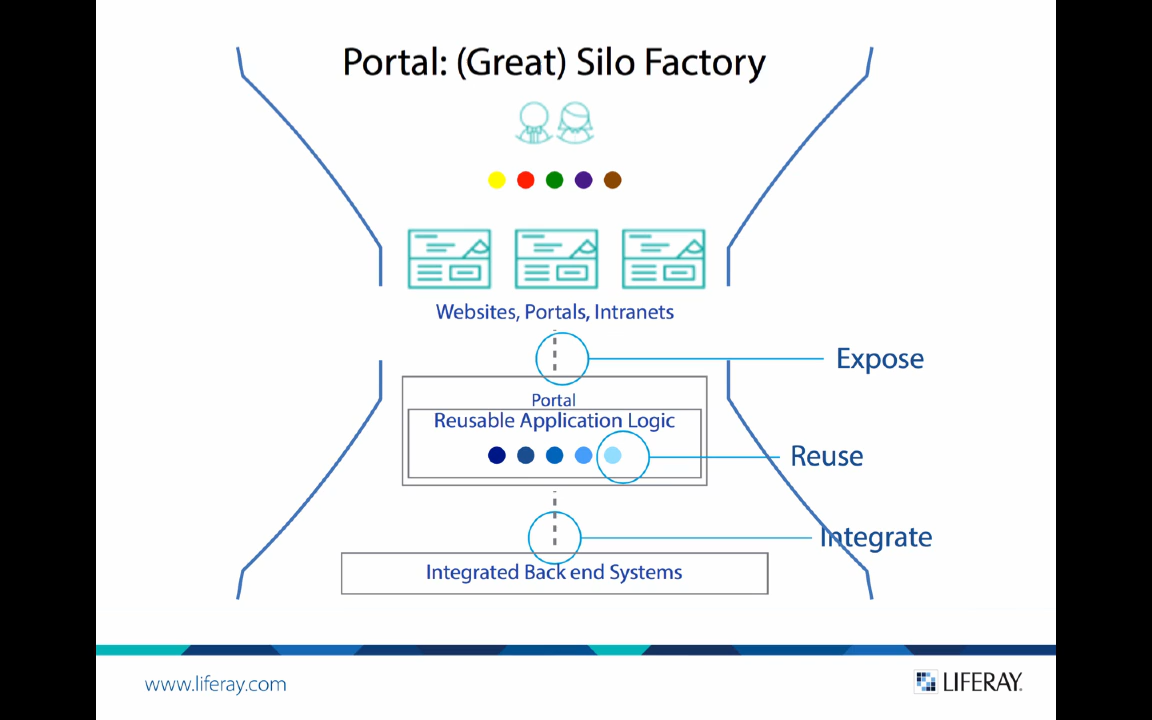 Portal: (Great) Silo Factory
Websites, Portals, Intranets
Expose
Portal
Reusable Application Logic
Reuse
Integrate
Integrated Back end Systems
www.liferay.com
LIFERAY.